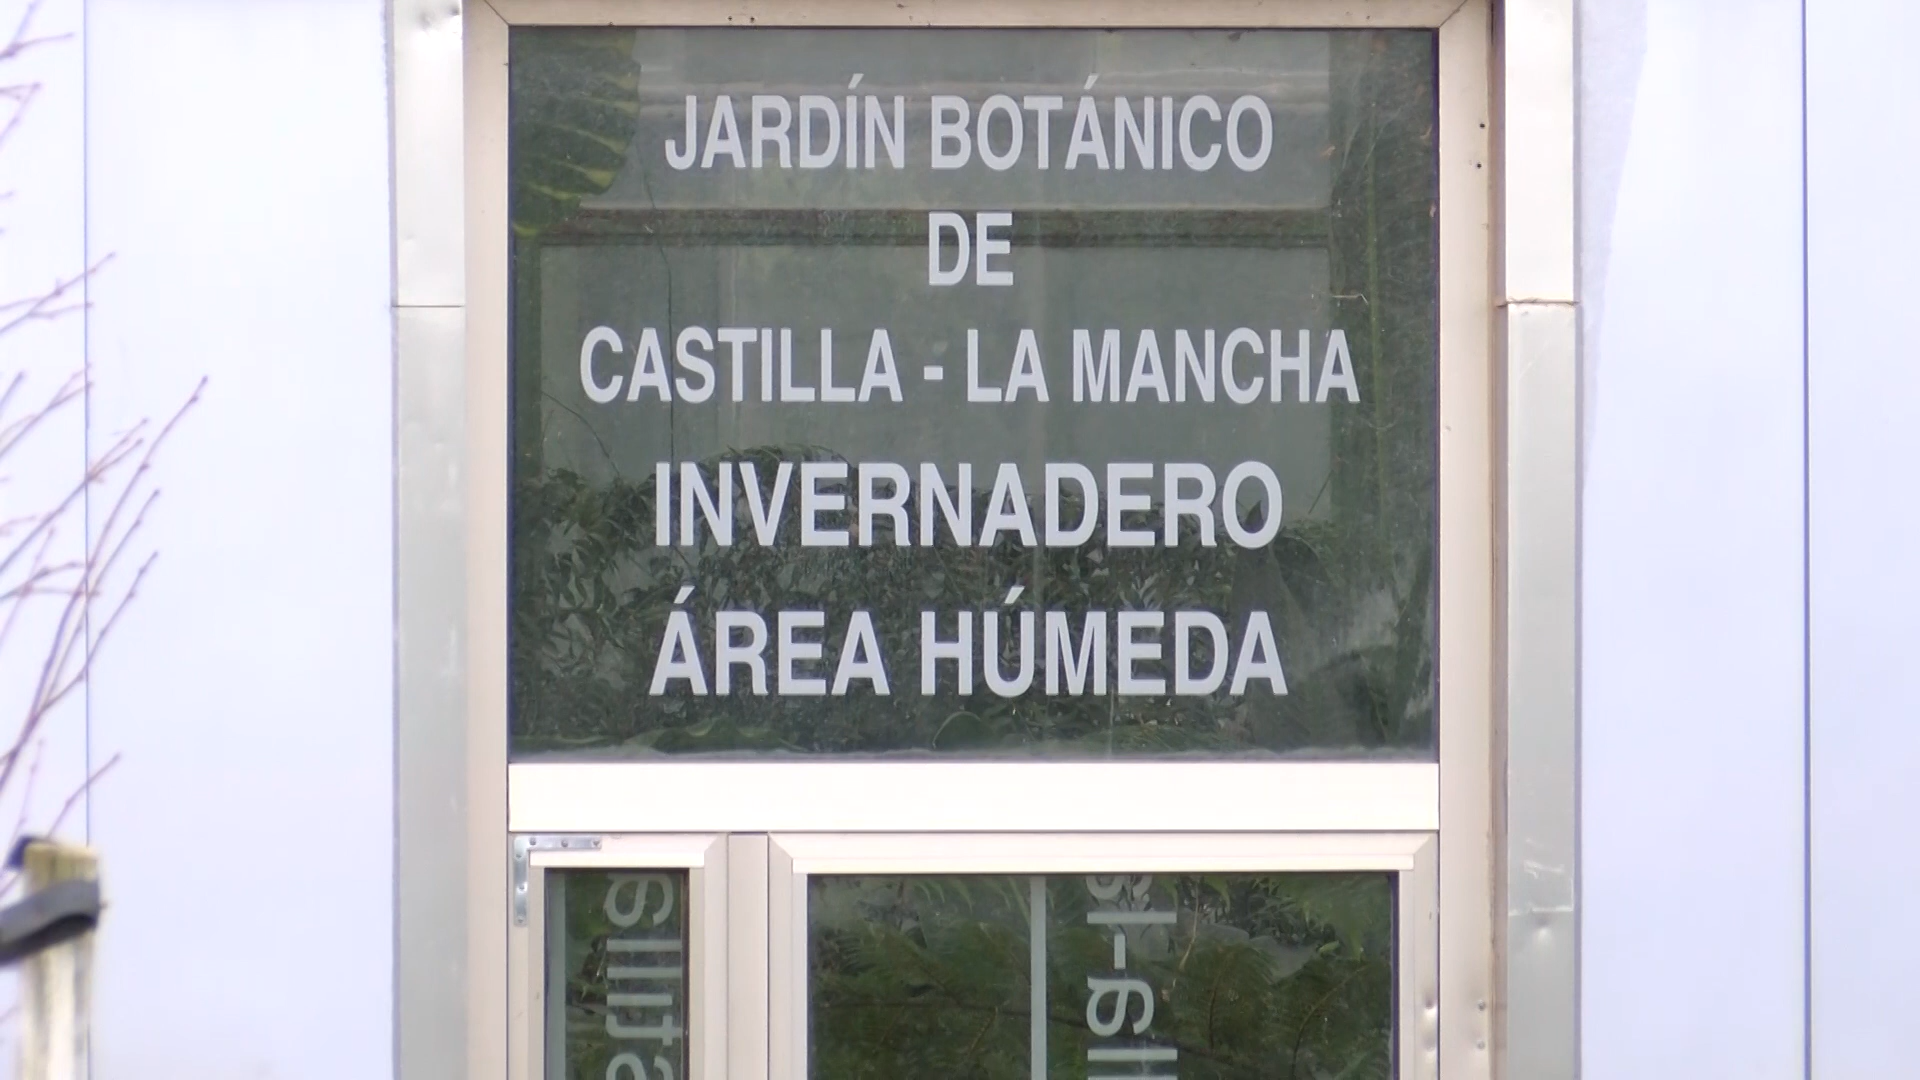 JARDÍN BOTÁNICO
DE
CASTILLA - LA MANCHA
INVERNADERO
ÁREA HÚMEDA